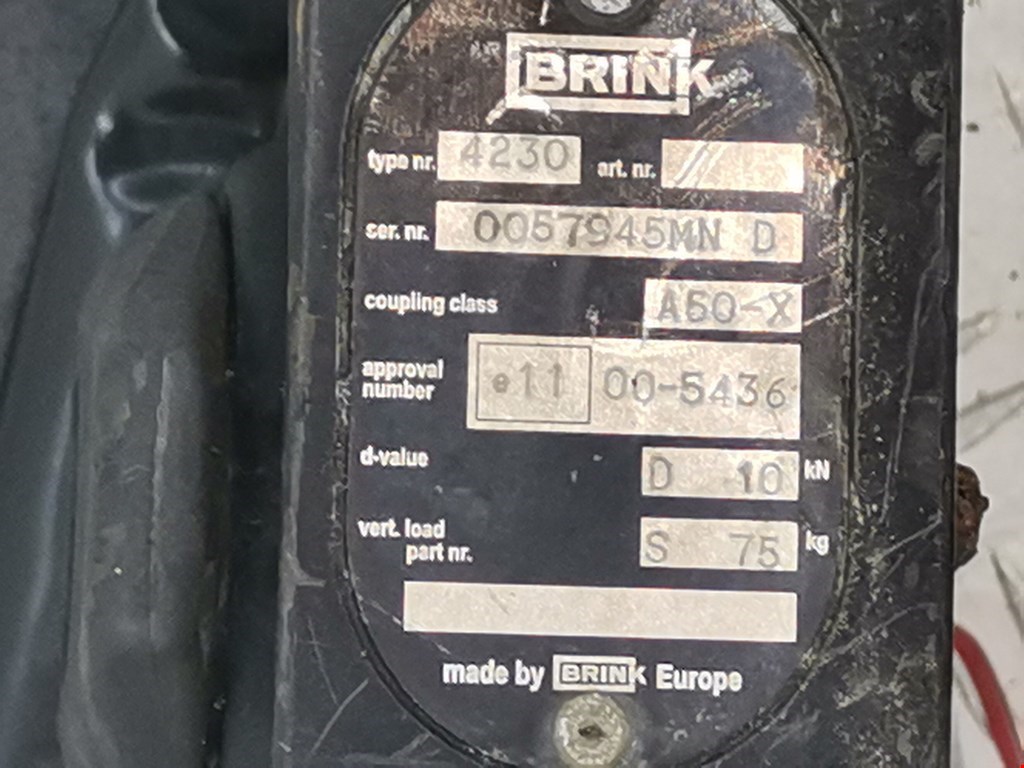 BRINK
type nr. 4230 art. nr.
ser. nr. 0057945MN D
coupling class A50-X
approval number e11 00-5436
d-value D 10 kN
vert. load S 75 kg
part nr.
made by BRINK Europe